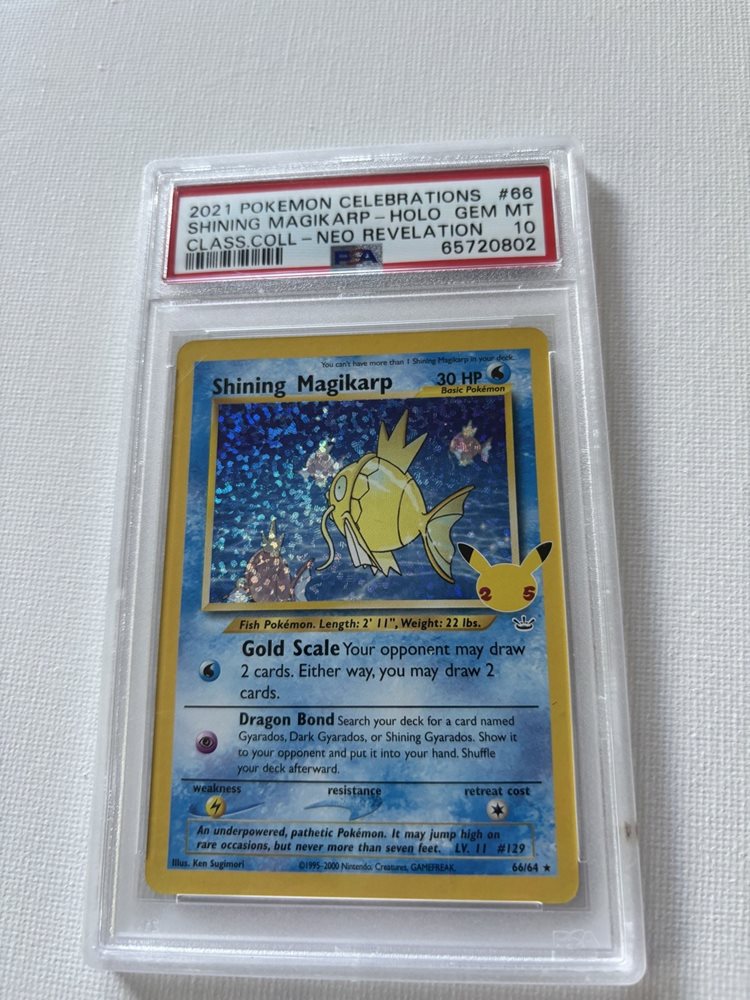 2021 POKEMON CELEBRATIONS #66
SHINING MAGIKARP-HOLO GEM MT
CLASS.COLL-NEO REVELATION 10
PSA 65720802
You can't have more than 1 Shining Magikarp in your deck.
Shining Magikarp 30 HP
Basic Pokémon
25
Fish Pokémon. Length: 2' 11", Weight: 22 lbs.
Gold Scale Your opponent may draw
2 cards. Either way, you may draw 2
cards.
Dragon Bond Search your deck for a card named
Gyarados, Dark Gyarados, or Shining Gyarados. Show it
to your opponent and put it into your hand. Shuffle
your deck afterward.
weakness resistance retreat cost
An underpowered, pathetic Pokémon. It may jump high on
rare occasions, but never more than seven feet. LV. 11 #129
Illus. Ken Sugimori ©1995-2000 Nintendo, Creatures, GAMEFREAK. 66/64 ★